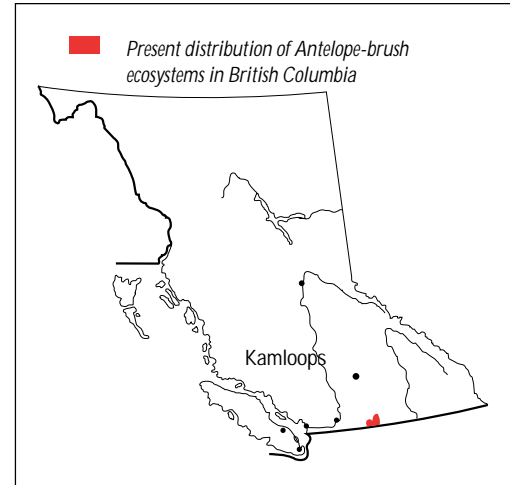 Present distribution of Antelope-brush
ecosystems in British Columbia
Kamloops